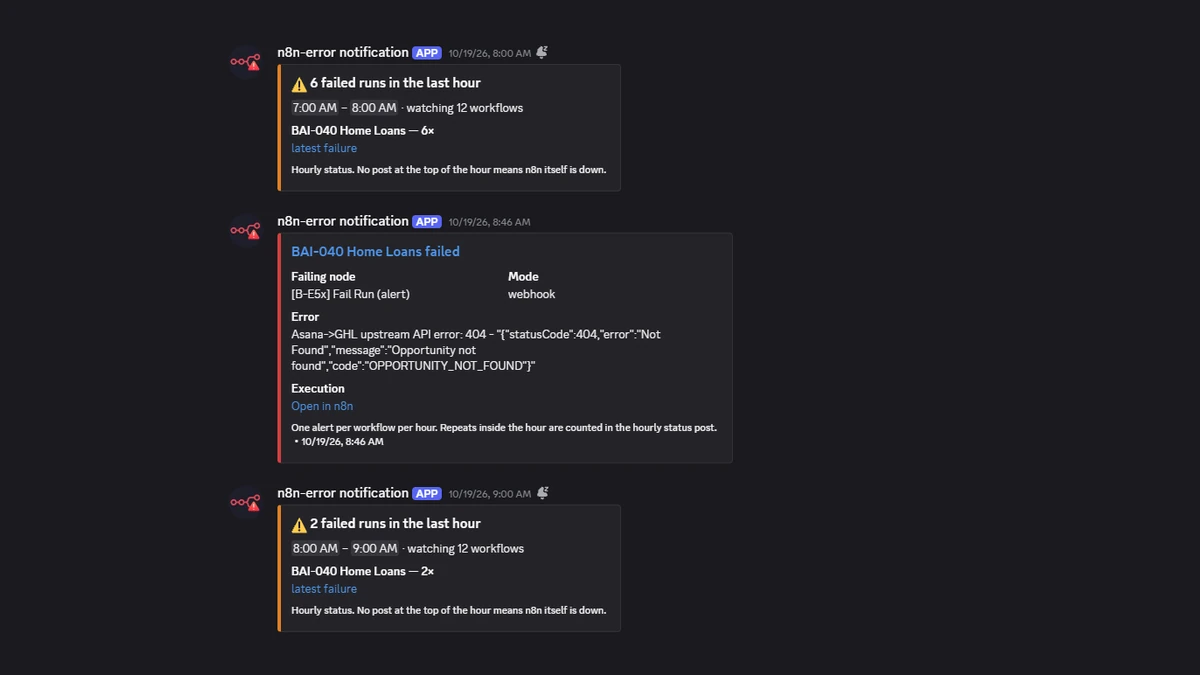 n8n-error notification APP 10/19/26, 8:00 AM
⚠️ 6 failed runs in the last hour
7:00 AM – 8:00 AM · watching 12 workflows
BAI-040 Home Loans — 6×
latest failure
Hourly status. No post at the top of the hour means n8n itself is down.
n8n-error notification APP 10/19/26, 8:46 AM
BAI-040 Home Loans failed
Failing node Mode
[B-E5x] Fail Run (alert) webhook
Error
Asana->GHL upstream API error: 404 - "{"statusCode":404,"error":"Not
Found","message":"Opportunity not
found","code":"OPPORTUNITY_NOT_FOUND"}"
Execution
Open in n8n
One alert per workflow per hour. Repeats inside the hour are counted in the hourly status post.
• 10/19/26, 8:46 AM
n8n-error notification APP 10/19/26, 9:00 AM
⚠️ 2 failed runs in the last hour
8:00 AM – 9:00 AM · watching 12 workflows
BAI-040 Home Loans — 2×
latest failure
Hourly status. No post at the top of the hour means n8n itself is down.